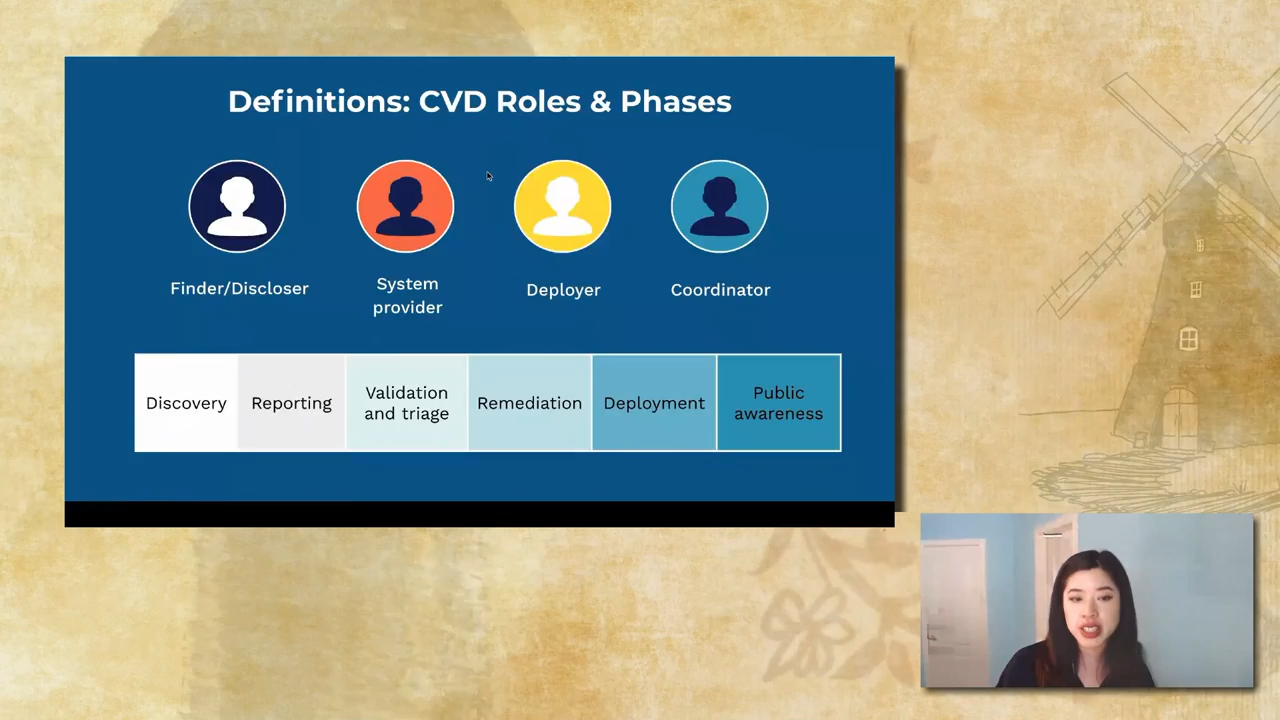 Definitions: CVD Roles & Phases
Finder/Discloser
System
provider
Deployer
Coordinator
Discovery
Reporting
Validation
and triage
Remediation
Deployment
Public
awareness